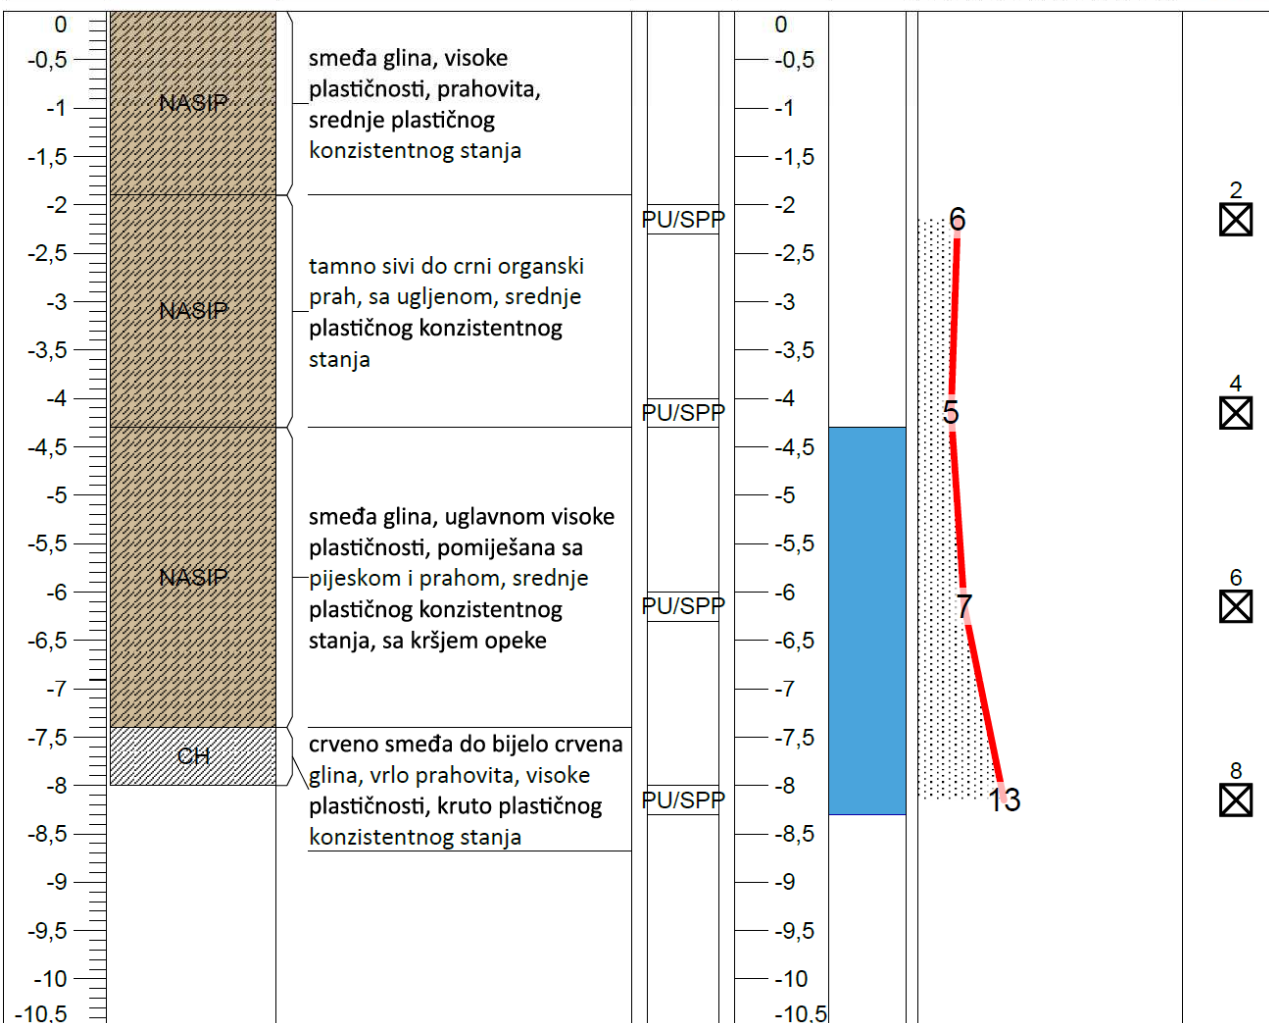 0
-0,5
-1
-1,5
-2
-2,5
-3
-3,5
-4
-4,5
-5
-5,5
-6
-6,5
-7
-7,5
-8
-8,5
-9
-9,5
-10
-10,5
NASIP
NASIP
NASIP
CH
smeđa glina, visoke
plastičnosti, prahovita,
srednje plastičnog
konzistentnog stanja
tamno sivi do crni organski
prah, sa ugljenom, srednje
plastičnog konzistentnog
stanja
smeđa glina, uglavnom visoke
plastičnosti, pomiješana sa
pijeskom i prahom, srednje
plastičnog konzistentnog
stanja, sa kršjem opeke
crveno smeđa do bijelo crvena
glina, vrlo prahovita, visoke
plastičnosti, kruto plastičnog
konzistentnog stanja
PU/SPP
PU/SPP
PU/SPP
PU/SPP
0
-0,5
-1
-1,5
-2
-2,5
-3
-3,5
-4
-4,5
-5
-5,5
-6
-6,5
-7
-7,5
-8
-8,5
-9
-9,5
-10
-10,5
6
5
7
13
2
4
6
8